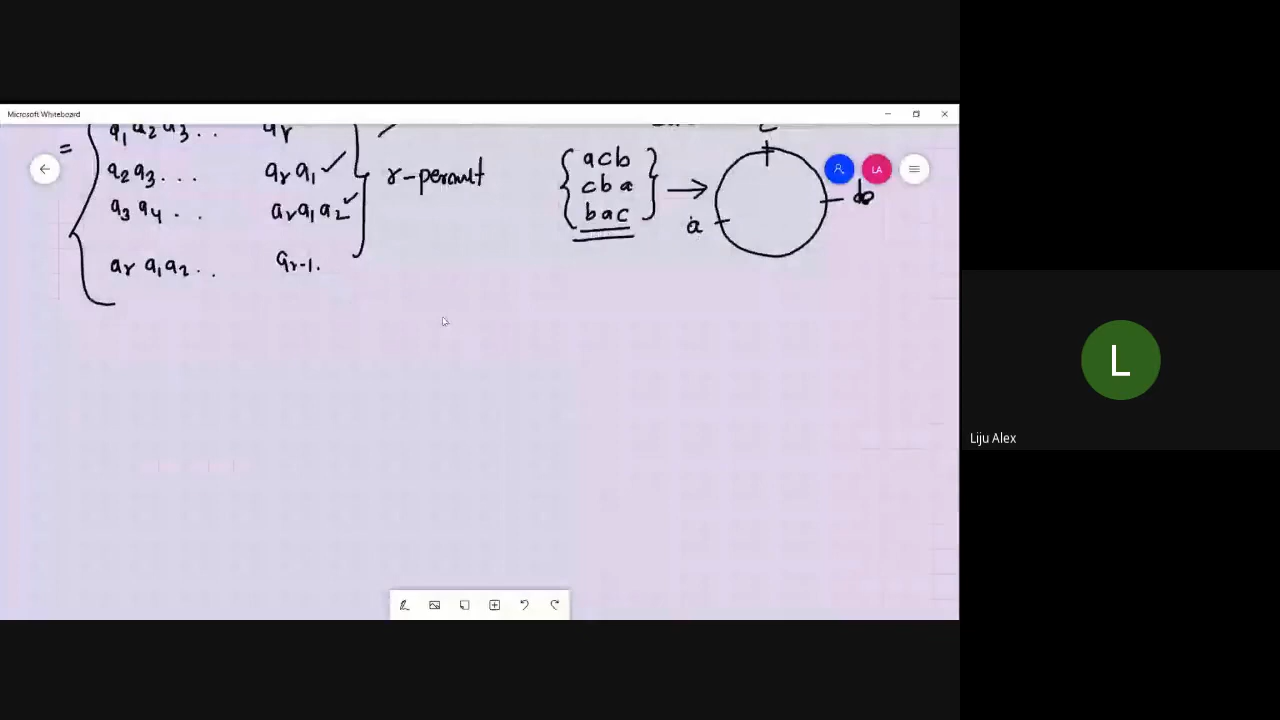 Microsoft Whiteboard
a1 a2 a3 . . ar
= a2 a3 . . . ar a1 ✓
a3 a4 . . . ar a1 a2 ✓
ar a1 a2 . . . ar-1.
r-permut
acb
cba
bac
→
c
a
b
LA
L
Liju Alex